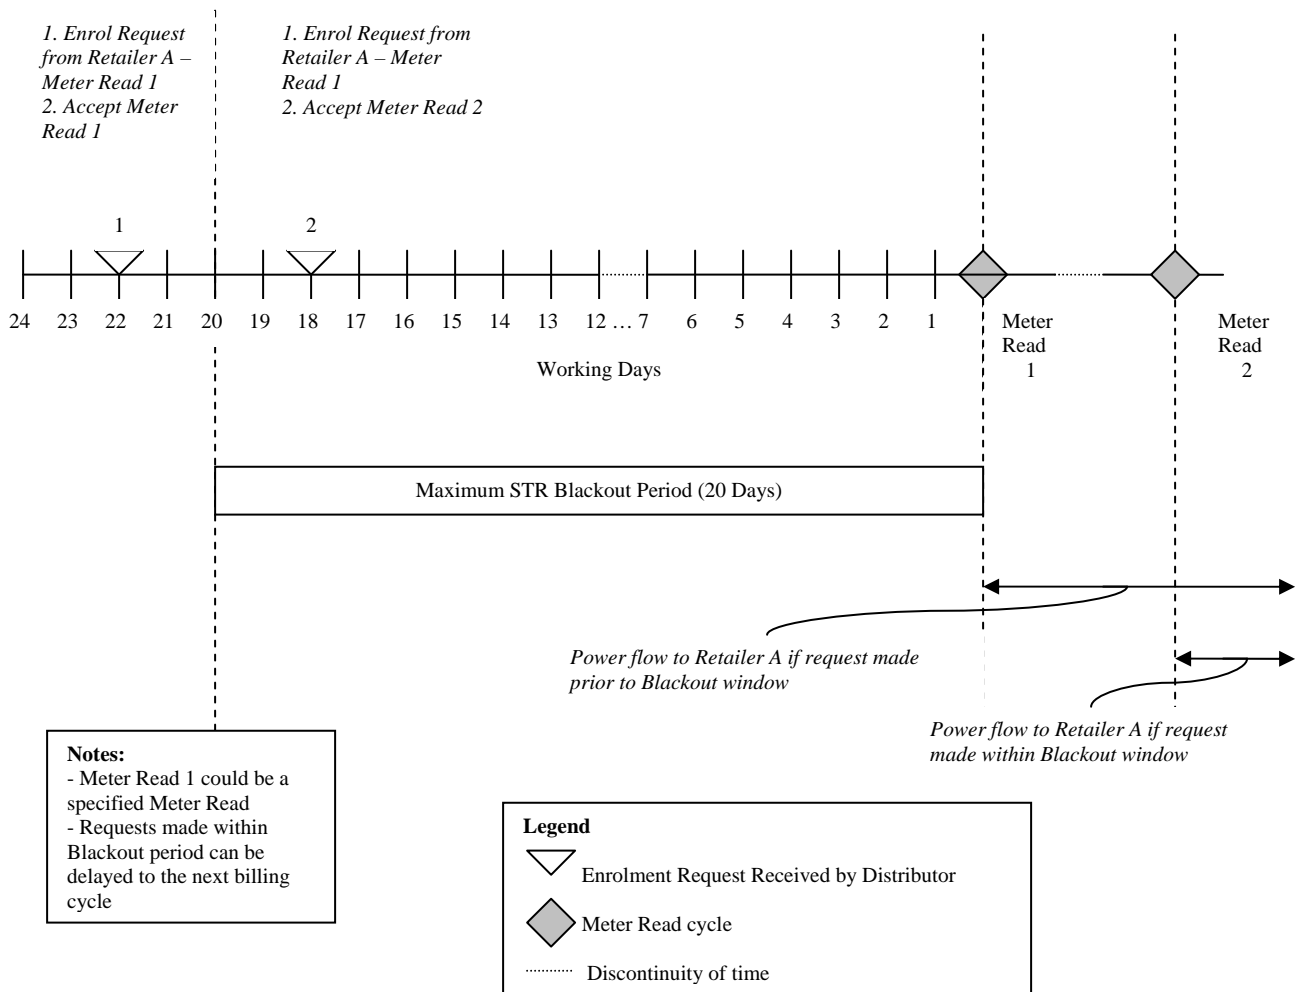 1. Enrol Request
from Retailer A –
Meter Read 1
2. Accept Meter
Read 1
1. Enrol Request from
Retailer A – Meter
Read 1
2. Accept Meter Read 2
1
2
24 23 22 21 20 19 18 17 16 15 14 13 12 ... 7 6 5 4 3 2 1
Meter
Read
1
Meter
Read
2
Working Days
Maximum STR Blackout Period (20 Days)
Power flow to Retailer A if request made
prior to Blackout window
Power flow to Retailer A if request
made within Blackout window
Notes:
- Meter Read 1 could be a
specified Meter Read
- Requests made within
Blackout period can be
delayed to the next billing
cycle
Legend
Enrolment Request Received by Distributor
Meter Read cycle
Discontinuity of time